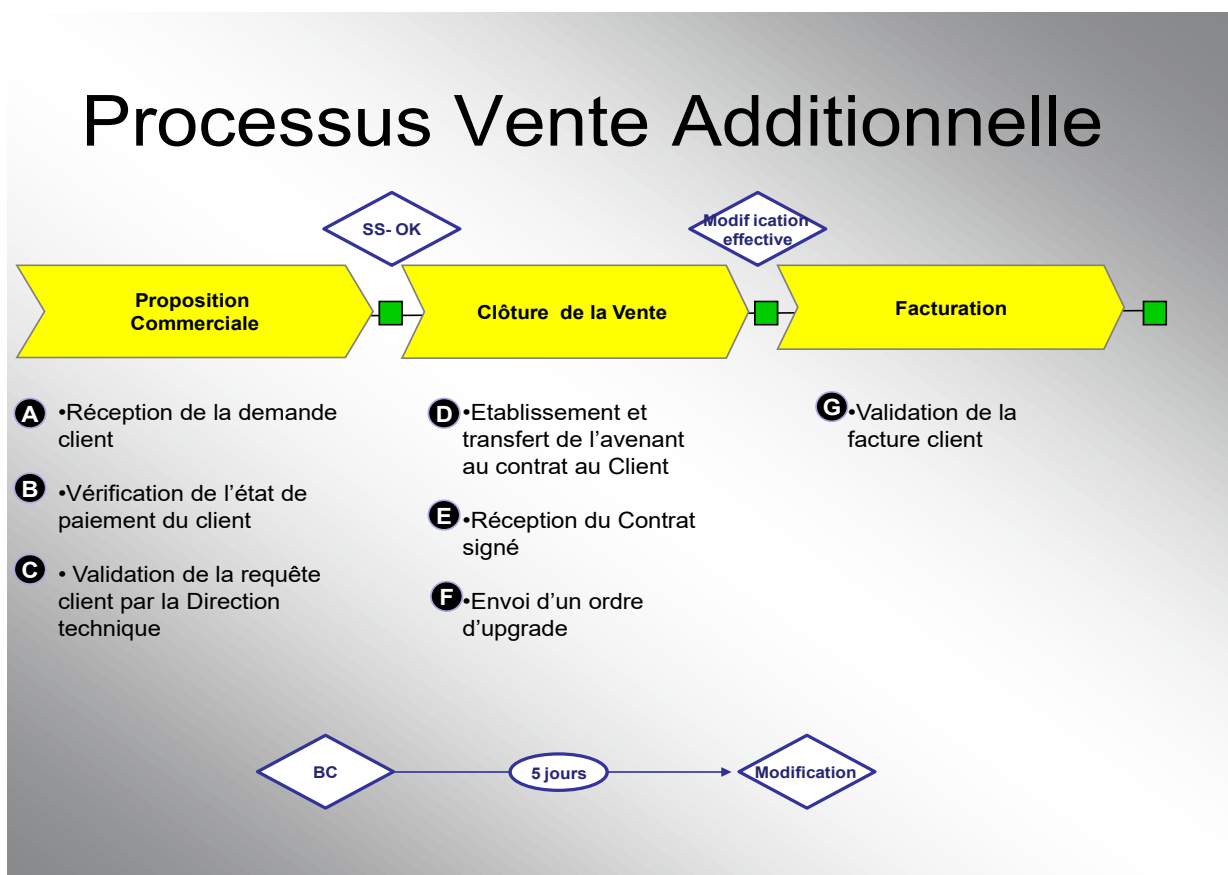 Processus Vente Additionnelle
SS- OK
Modification
effective
Proposition
Commerciale
Clôture de la Vente
Facturation
A •Réception de la demande
client
B •Vérification de l'état de
paiement du client
C • Validation de la requête
client par la Direction
technique
D •Etablissement et
transfert de l'avenant
au contrat au Client
E •Réception du Contrat
signé
F •Envoi d'un ordre
d'upgrade
G •Validation de la
facture client
BC
5 jours
Modification